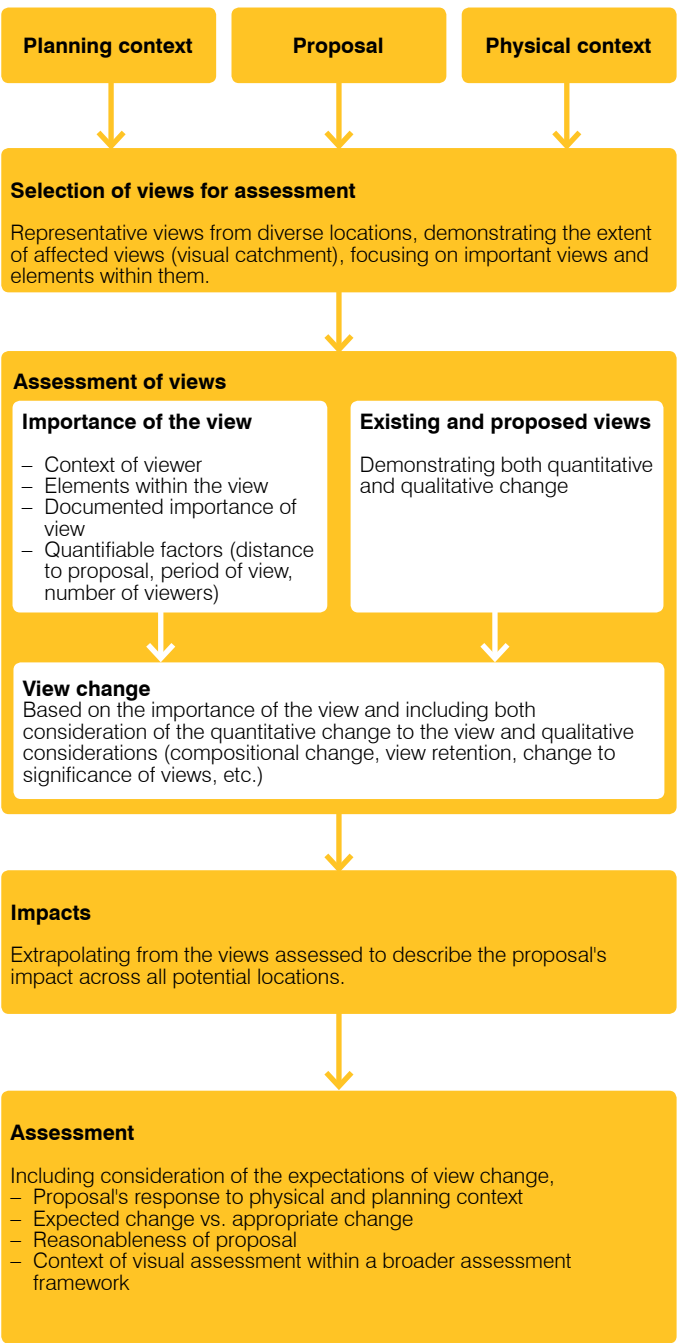 Planning context
Proposal
Physical context
Selection of views for assessment
Representative views from diverse locations, demonstrating the extent
of affected views (visual catchment), focusing on important views and
elements within them.
Assessment of views
Importance of the view
– Context of viewer
– Elements within the view
– Documented importance of
view
– Quantifiable factors (distance
to proposal, period of view,
number of viewers)
Existing and proposed views
Demonstrating both quantitative
and qualitative change
View change
Based on the importance of the view and including both
consideration of the quantitative change to the view and qualitative
considerations (compositional change, view retention, change to
significance of views, etc.)
Impacts
Extrapolating from the views assessed to describe the proposal's
impact across all potential locations.
Assessment
Including consideration of the expectations of view change,
– Proposal's response to physical and planning context
– Expected change vs. appropriate change
– Reasonableness of proposal
– Context of visual assessment within a broader assessment
framework